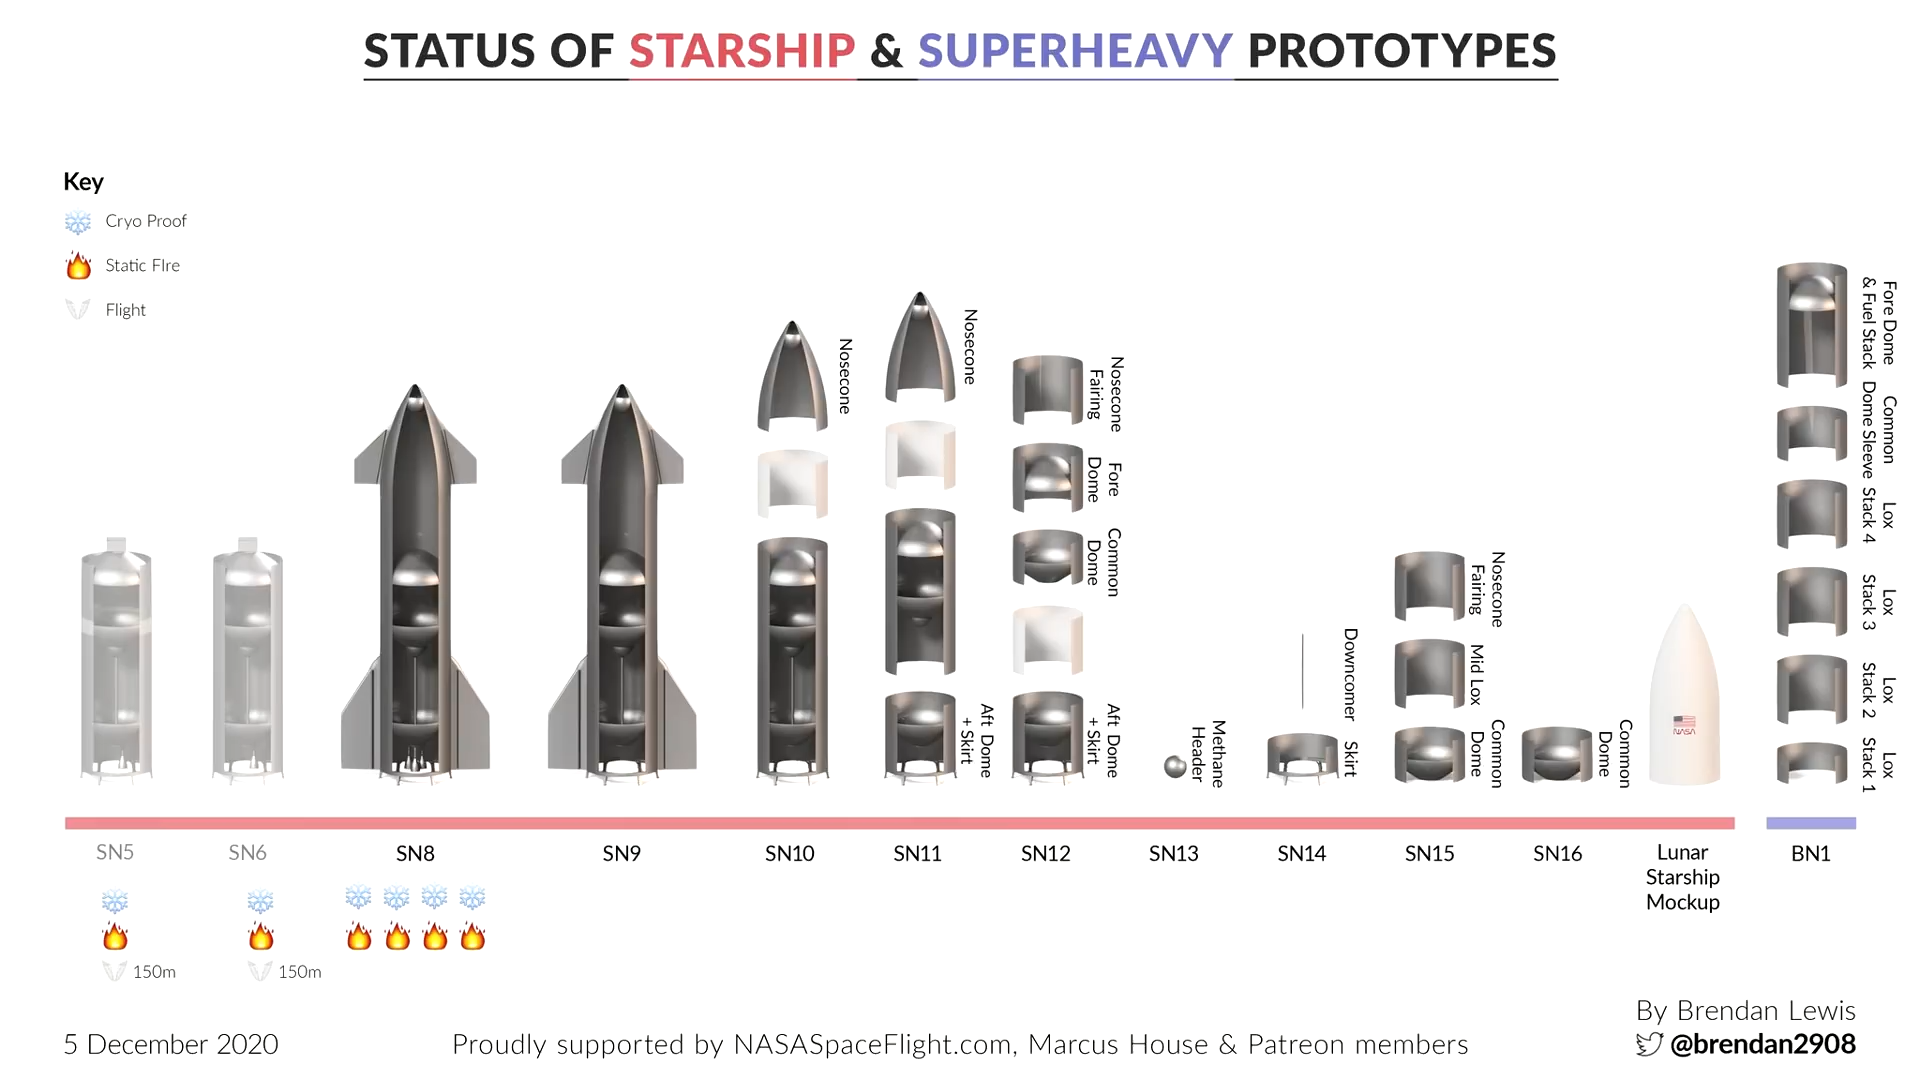 STATUS OF STARSHIP & SUPERHEAVY PROTOTYPES
Key
Cryo Proof
Static FIre
Flight
Nosecone
Nosecone
Aft Dome
+ Skirt
Nosecone
Fairing
Fore
Dome
Common
Dome
Aft Dome
+ Skirt
Methane
Header
Downcomer
Skirt
Nosecone
Fairing
Mid Lox
Common
Dome
Common
Dome
NASA
Fore Dome
& Fuel Stack
Common
Dome Sleeve
Lox
Stack 4
Lox
Stack 3
Lox
Stack 2
Lox
Stack 1
SN5
SN6
SN8
SN9
SN10
SN11
SN12
SN13
SN14
SN15
SN16
Lunar
Starship
Mockup
BN1
150m
150m
By Brendan Lewis
5 December 2020
Proudly supported by NASASpaceFlight.com, Marcus House & Patreon members
@brendan2908